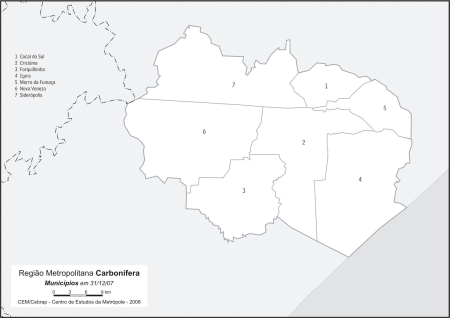 1 Cocal do Sul
2 Criciúma
3 Forquilhinha
4 Içara
5 Morro da Fumaça
6 Nova Veneza
7 Siderópolis
7
1
5
6
2
3
4
Região Metropolitana Carbonífera
Municípios em 31/12/07
0 3 6 9 km
CEM/Cebrap - Centro de Estudos da Metrópole - 2008